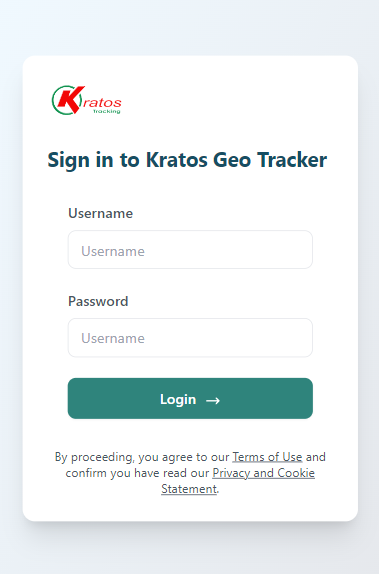 Kratos
tracking
Sign in to Kratos Geo Tracker
Username
Username
Password
Username
Login →
By proceeding, you agree to our Terms of Use and
confirm you have read our Privacy and Cookie
Statement.